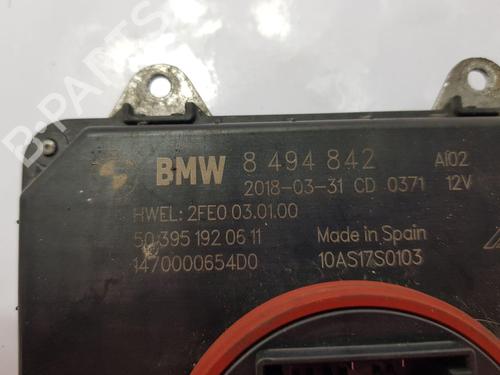 B-PARTS
BMW 8 494 842 AI02
2018-03-31 CD 0371 12V
HWEL: 2FE0 03.01.00
50 395 192 06 11 Made in Spain
1470000654D0 10AS17S0103